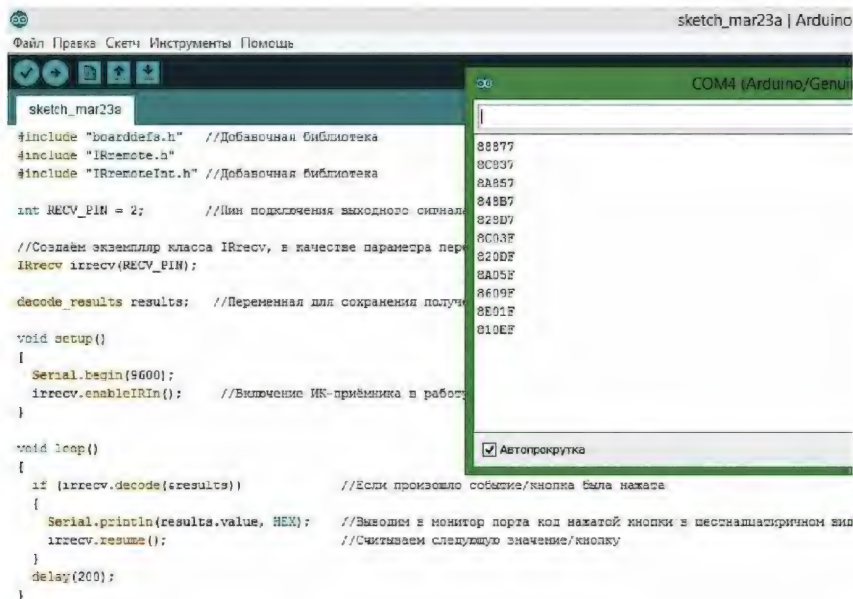 sketch_mar23a | Arduino
Файл Правка Скетч Инструменты Помощь
COM4 (Arduino/Genui
sketch_mar23a
#include "boarddefs.h" //Добавочная библиотека
#include "IRremote.h"
#include "IRremoteInt.h" //Добавочная библиотека
int RECV_PIN = 2; //Пин подключения выходного сигнала
//Создаём экземпляр класса IRrecv, в качестве параметра пере
IRrecv irrecv(RECV_PIN);
decode_results results; //Переменная для сохранения получе
void setup()
{
Serial.begin(9600);
irrecv.enableIRIn(); //Включение ИК-приёмника в работу
}
void loop()
{
if (irrecv.decode(&results)) //Если произошло событие/кнопка была нажата
{
Serial.println(results.value, HEX); //Выводим в монитор порта код нажатой кнопки в шестнадцатиричном вид
irrecv.resume(); //Считываем следующую значение/кнопку
}
delay(200);
}
88877
8C837
8A857
848B7
828D7
8C03F
820DF
8A05F
8609F
8E01F
810EF
Автопрокрутка